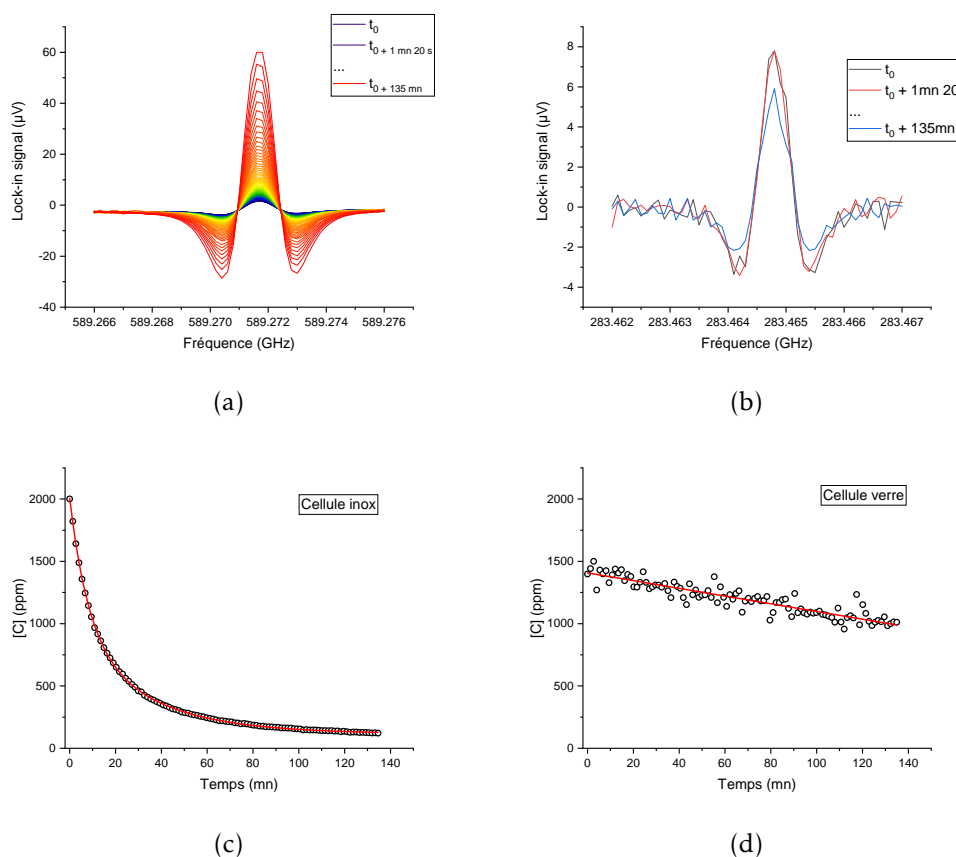 t0
t0 + 1 mn 20 s
...
t0 + 135 mn
60
40
20
0
-20
-40
Lock-in signal (µV)
589.266 589.268 589.270 589.272 589.274 589.276
Fréquence (GHz)
(a)
t0
t0 + 1mn 20
...
t0 + 135mn
8
6
4
2
0
-2
-4
Lock-in signal (µV)
283.462 283.463 283.464 283.465 283.466 283.467
Fréquence (GHz)
(b)
Cellule inox
2000
1500
1000
500
0
[C] (ppm)
0 20 40 60 80 100 120 140
Temps (mn)
(c)
Cellule verre
2000
1500
1000
500
0
[C] (ppm)
0 20 40 60 80 100 120 140
Temps (mn)
(d)